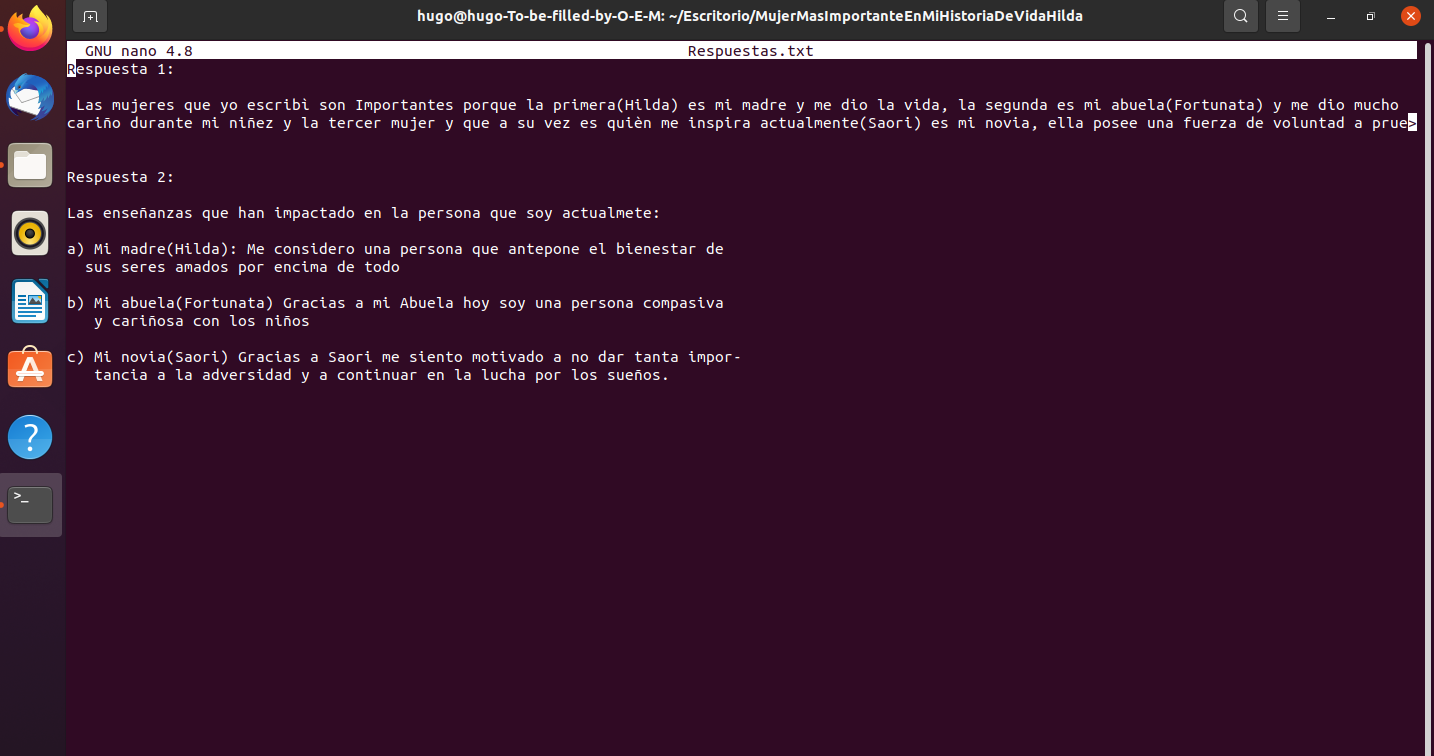 hugo@hugo-To-be-filled-by-O-E-M: ~/Escritorio/MujerMasImportanteEnMiHistoriaDeVidaHilda
GNU nano 4.8 Respuestas.txt
Respuesta 1:
Las mujeres que yo escribì son Importantes porque la primera(Hilda) es mi madre y me dio la vida, la segunda es mi abuela(Fortunata) y me dio mucho
cariño durante mi niñez y la tercer mujer y que a su vez es quièn me inspira actualmente(Saori) es mi novia, ella posee una fuerza de voluntad a prue>
Respuesta 2:
Las enseñanzas que han impactado en la persona que soy actualmete:
a) Mi madre(Hilda): Me considero una persona que antepone el bienestar de
sus seres amados por encima de todo
b) Mi abuela(Fortunata) Gracias a mi Abuela hoy soy una persona compasiva
y cariñosa con los niños
c) Mi novia(Saori) Gracias a Saori me siento motivado a no dar tanta impor-
tancia a la adversidad y a continuar en la lucha por los sueños.